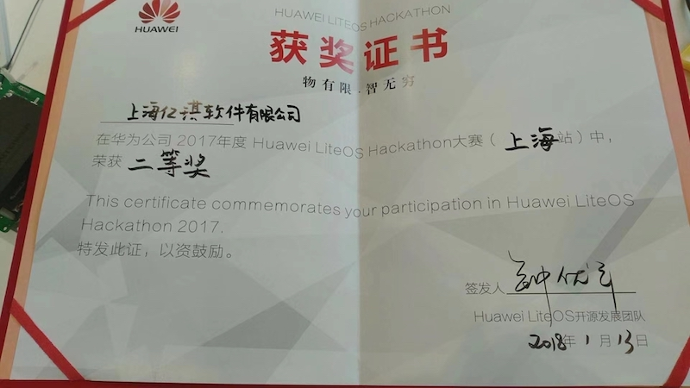 HUAWEI LITEOS HACKATHON
HUAWEI
获奖证书
物有限.智无穷
上海亿淇软件有限公司
在华为公司 2017年度 Huawei LiteOS Hackathon大赛（上海站）中，
荣获 二等奖
This certificate commemorates your participation in Huawei LiteOS
Hackathon 2017.
特发此证，以资鼓励。
签发人
Huawei LiteOS开源发展团队
2018年 1 月 13日